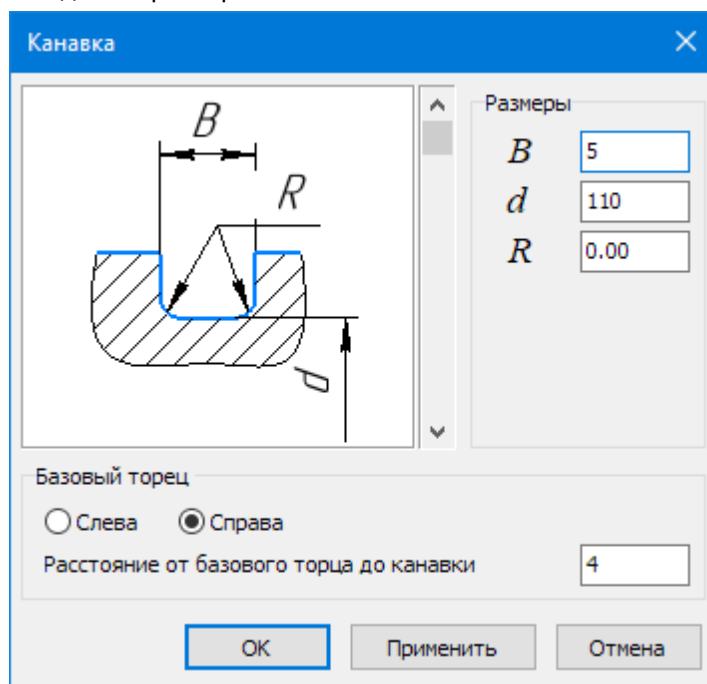 Канавка
B
R
d
Размеры
B 5
d 110
R 0.00
Базовый торец
Слева Справа
Расстояние от базового торца до канавки 4
OK Применить Отмена